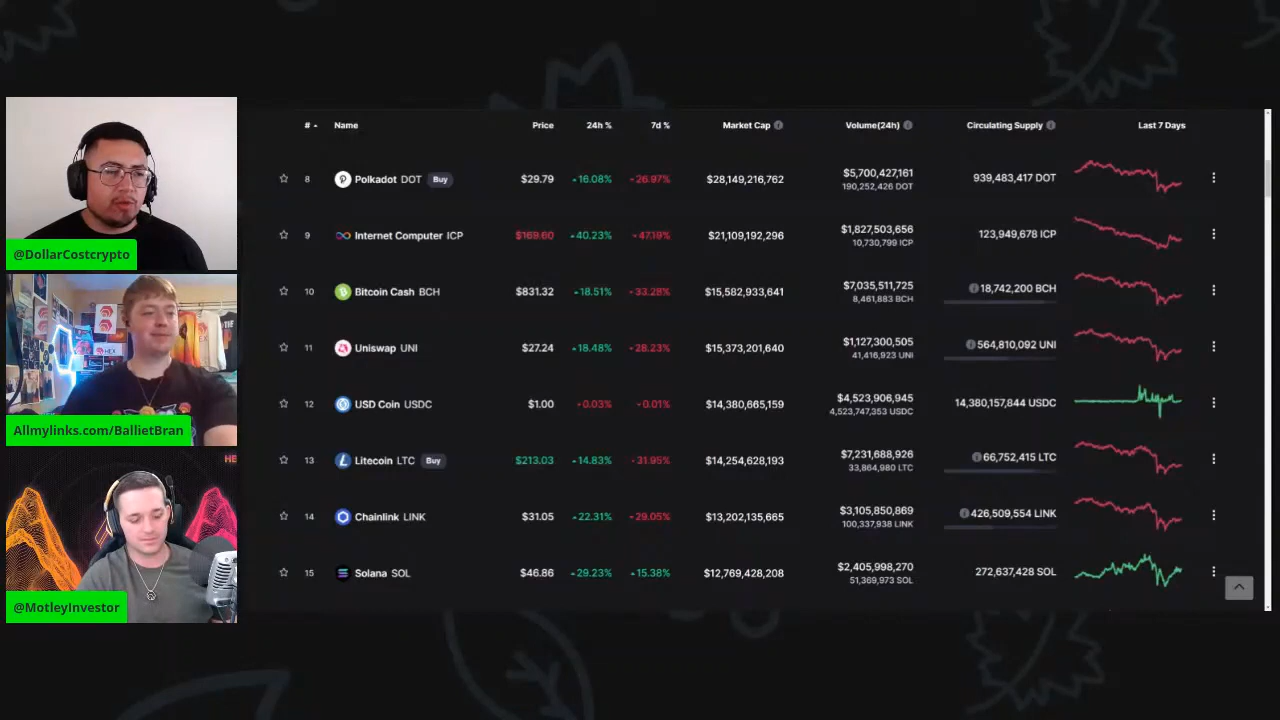 @DollarCostcrypto
Allmylinks.com/BallietBran
HEX
HE
@MotleyInvestor
# Name Price 24h % 7d % Market Cap Volume(24h) Circulating Supply Last 7 Days
8 Polkadot DOT Buy $29.79 16.08% 26.97% $28,149,216,762 $5,700,427,161 939,483,417 DOT
190,252,426 DOT
9 Internet Computer ICP $169.60 40.23% 47.19% $21,109,192,296 $1,827,503,656 123,949,678 ICP
10,730,799 ICP
10 Bitcoin Cash BCH $831.32 18.51% 33.28% $15,582,933,641 $7,035,511,725 18,742,200 BCH
8,461,883 BCH
11 Uniswap UNI $27.24 18.48% 28.23% $15,373,201,640 $1,127,300,505 564,810,092 UNI
41,416,923 UNI
12 USD Coin USDC $1.00 0.03% 0.01% $14,380,665,159 $4,523,906,945 14,380,157,844 USDC
4,523,747,353 USDC
13 Litecoin LTC Buy $213.03 14.83% 31.95% $14,254,628,193 $7,231,688,926 66,752,415 LTC
33,864,980 LTC
14 Chainlink LINK $31.05 22.31% 29.05% $13,202,135,665 $3,105,850,869 426,509,554 LINK
100,337,938 LINK
15 Solana SOL $46.86 29.23% 15.38% $12,769,428,208 $2,405,998,270 272,637,428 SOL
51,369,973 SOL